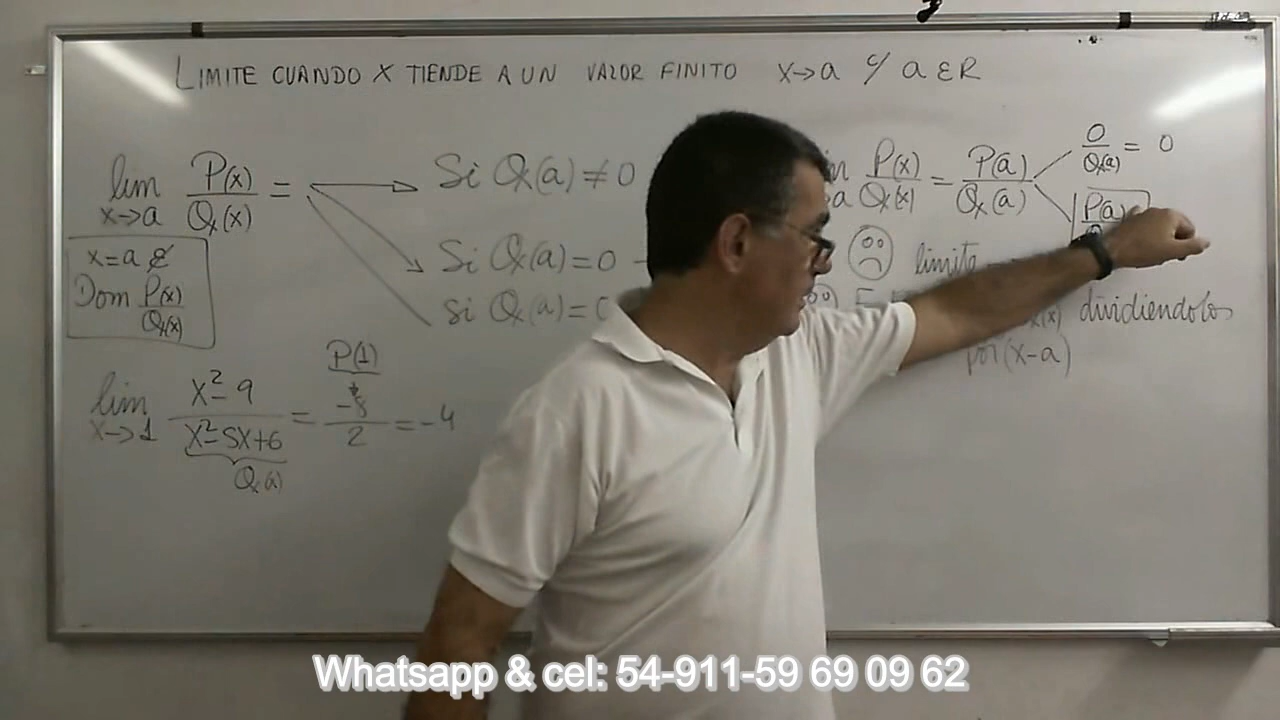 LIMITE CUANDO X TIENDE A UN VALOR FINITO X→a c/ a ε R
lim x→a P(x)/Q(x) =
Si Q(a) ≠ 0
P(x)/Q(x) = P(a)/Q(a)
0/Q(a) = 0
P(a)
x=a ∉
Dom P(x)/Q(x)
Si Q(a) = 0
limite
si Q(a) = 0
dividiendolos
por (x-a)
lim x→1 X²-9 / X²-5X+6 = P(1) -8/2 = -4
Q(x)
Whatsapp & cel: 54-911-59 69 09 62